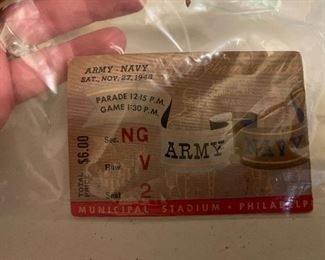 ARMY - NAVY
SAT., NOV. 27, 1948
PARADE 12:15 P.M.
GAME 1:30 P.M.
Sec. NG
Row V
Seat 2
TOTAL PRICE $6.00
ARMY NAVY
MUNICIPAL STADIUM • PHILADELP